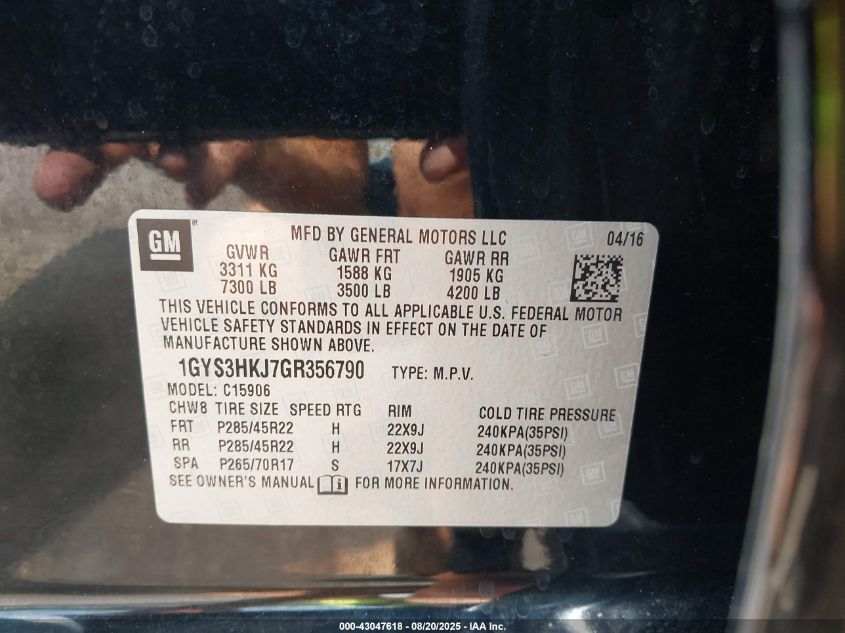 GM ®
MFD BY GENERAL MOTORS LLC 04/16
GVWR GAWR FRT GAWR RR
3311 KG 1588 KG 1905 KG
7300 LB 3500 LB 4200 LB
THIS VEHICLE CONFORMS TO ALL APPLICABLE U.S. FEDERAL MOTOR
VEHICLE SAFETY STANDARDS IN EFFECT ON THE DATE OF
MANUFACTURE SHOWN ABOVE.
1GYS3HKJ7GR356790 TYPE: M.P.V.
MODEL: C15906
CHW8 TIRE SIZE SPEED RTG RIM COLD TIRE PRESSURE
FRT P285/45R22 H 22X9J 240KPA(35PSI)
RR P285/45R22 H 22X9J 240KPA(35PSI)
SPA P265/70R17 S 17X7J 240KPA(35PSI)
SEE OWNER'S MANUAL i FOR MORE INFORMATION.
000-43047618 - 08/20/2025 - IAA Inc.